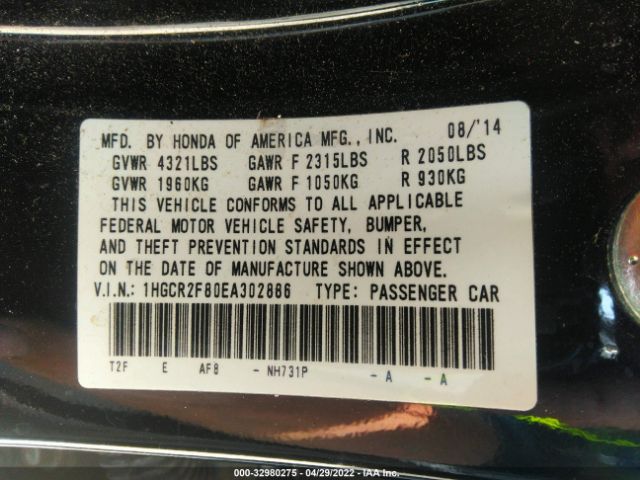 MFD. BY HONDA OF AMERICA MFG., INC. 08/'14
GVWR 4321LBS GAWR F 2315LBS R 2050LBS
GVWR 1960KG GAWR F 1050KG R 930KG
THIS VEHICLE CONFORMS TO ALL APPLICABLE
FEDERAL MOTOR VEHICLE SAFETY, BUMPER,
AND THEFT PREVENTION STANDARDS IN EFFECT
ON THE DATE OF MANUFACTURE SHOWN ABOVE.
V.I.N.: 1HGCR2F80EA302886 TYPE: PASSENGER CAR
T2F E AF8 - NH731P - A - A
000-32980275 - 04/29/2022 - IAA Inc.